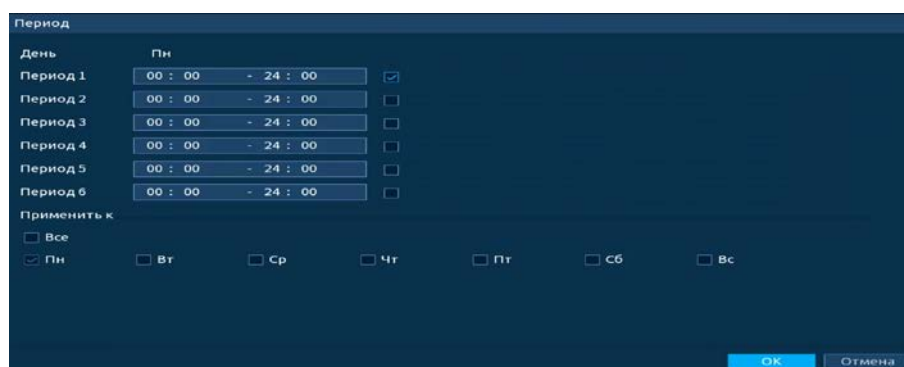 Период
День Пн
Период 1 00 : 00 - 24 : 00
Период 2 00 : 00 - 24 : 00
Период 3 00 : 00 - 24 : 00
Период 4 00 : 00 - 24 : 00
Период 5 00 : 00 - 24 : 00
Период 6 00 : 00 - 24 : 00
Применить к
Все
Пн Вт Ср Чт Пт Сб Вс
OK Отмена